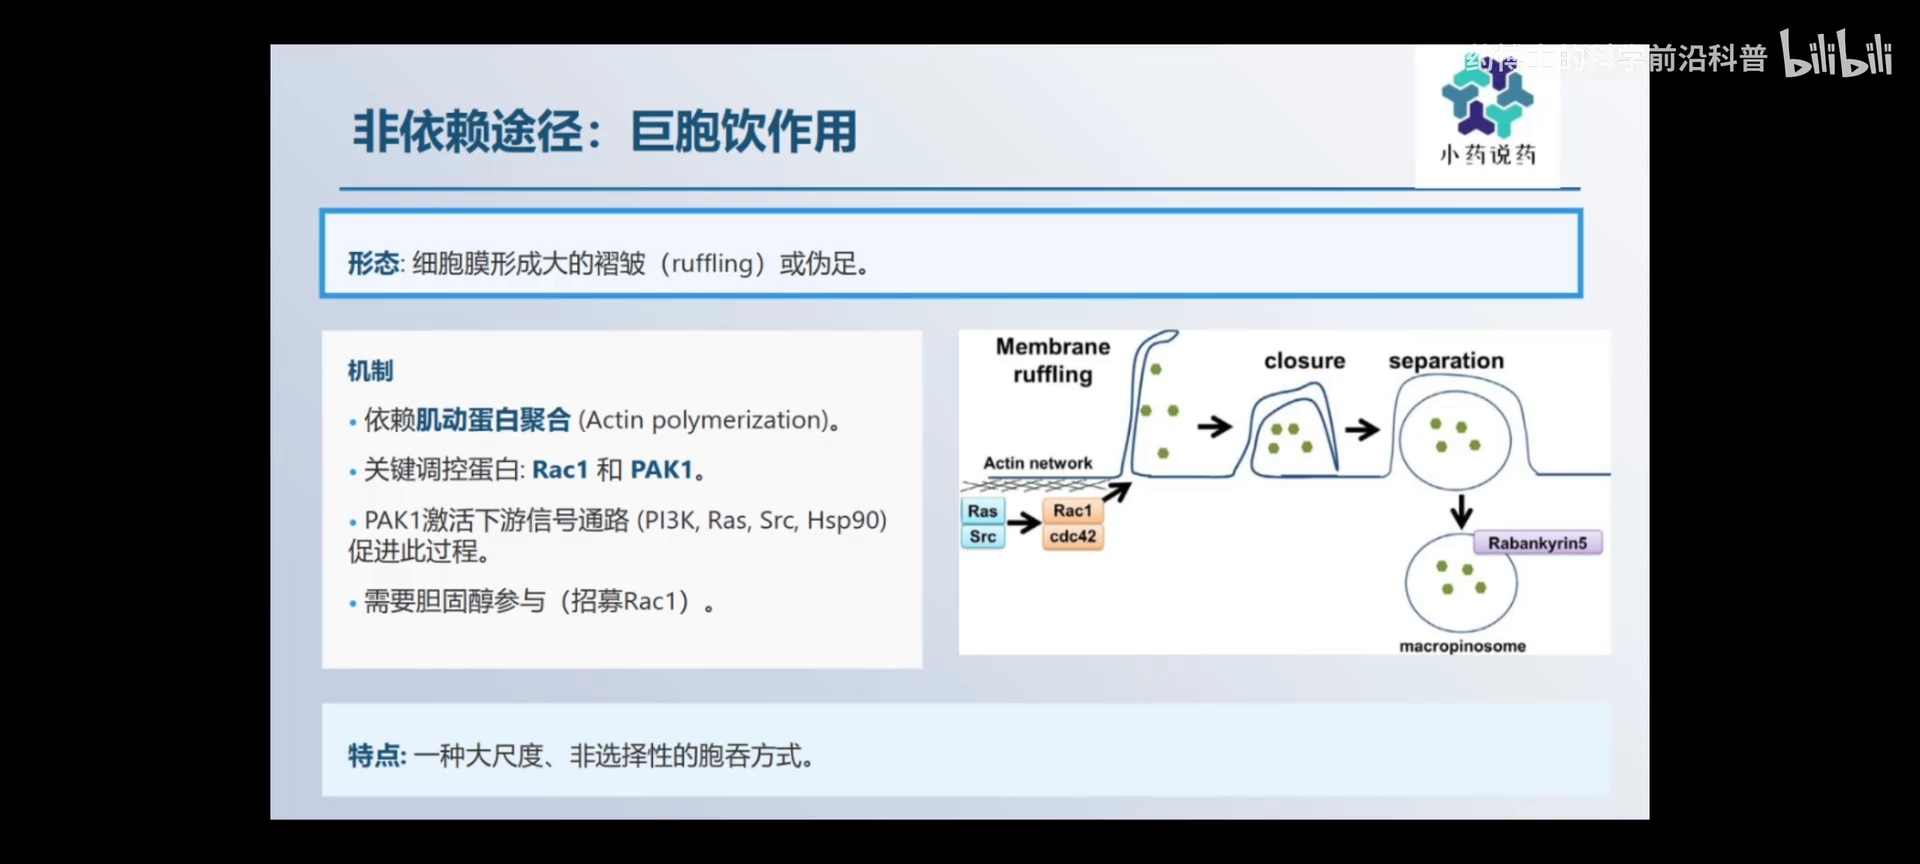 药博士的科学前沿科普 bilibili
非依赖途径：巨胞饮作用
小药说药
形态: 细胞膜形成大的褶皱（ruffling）或伪足。
机制
• 依赖肌动蛋白聚合 (Actin polymerization)。
• 关键调控蛋白: Rac1 和 PAK1。
• PAK1激活下游信号通路 (PI3K, Ras, Src, Hsp90)
促进此过程。
• 需要胆固醇参与（招募Rac1）。
Membrane
ruffling
closure
separation
Actin network
Ras
Src
Rac1
cdc42
Rabankyrin5
macropinosome
特点: 一种大尺度、非选择性的胞吞方式。